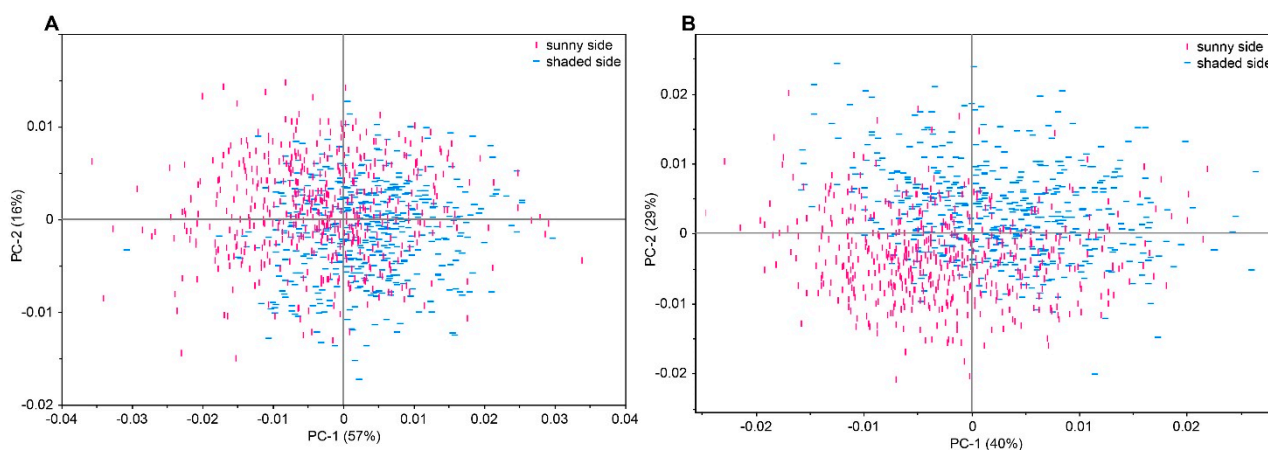 A
sunny side
shaded side
0.01
0
-0.01
-0.02
PC-2 (16%)
-0.04
-0.03
-0.02
-0.01
0
0.01
0.02
0.03
0.04
PC-1 (57%)
B
sunny side
shaded side
0.02
0.01
0
-0.01
-0.02
PC-2 (29%)
-0.02
-0.01
0
0.01
0.02
PC-1 (40%)